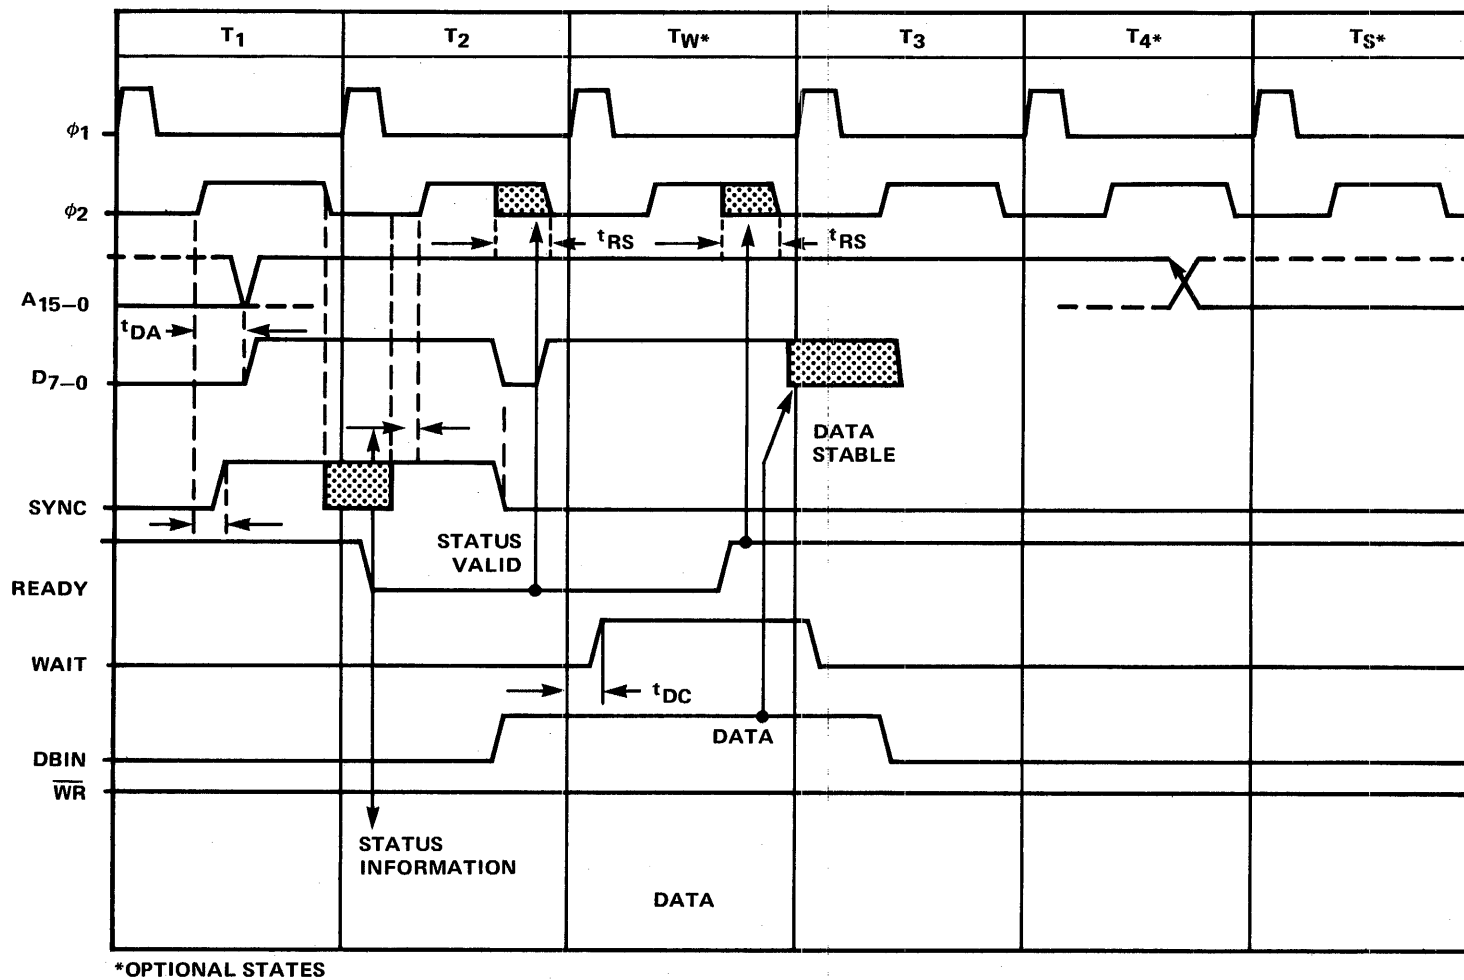 T1 T2 TW* T3 T4* TS*
ϕ1
ϕ2
tRS tRS
A15–0
tDA
D7–0
DATA
STABLE
SYNC
STATUS
VALID
READY
WAIT
tDC
DATA
DBIN
W̅R̅
STATUS
INFORMATION
DATA
*OPTIONAL STATES